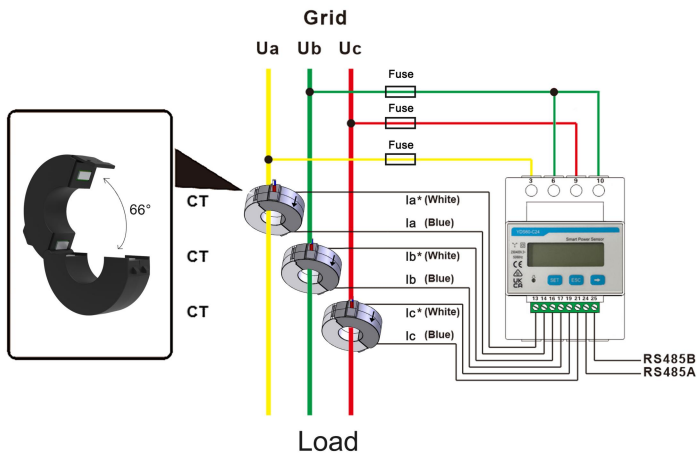 Grid
Ua Ub Uc
Fuse
Fuse
Fuse
3 6 9 10
66°
CT
CT
CT
Ia* (White)
Ia (Blue)
Ib* (White)
Ib (Blue)
Ic* (White)
Ic (Blue)
Smart Power Sensor
SET ESC
13 14 16 17 19 21 24 25
RS485B
RS485A
Load